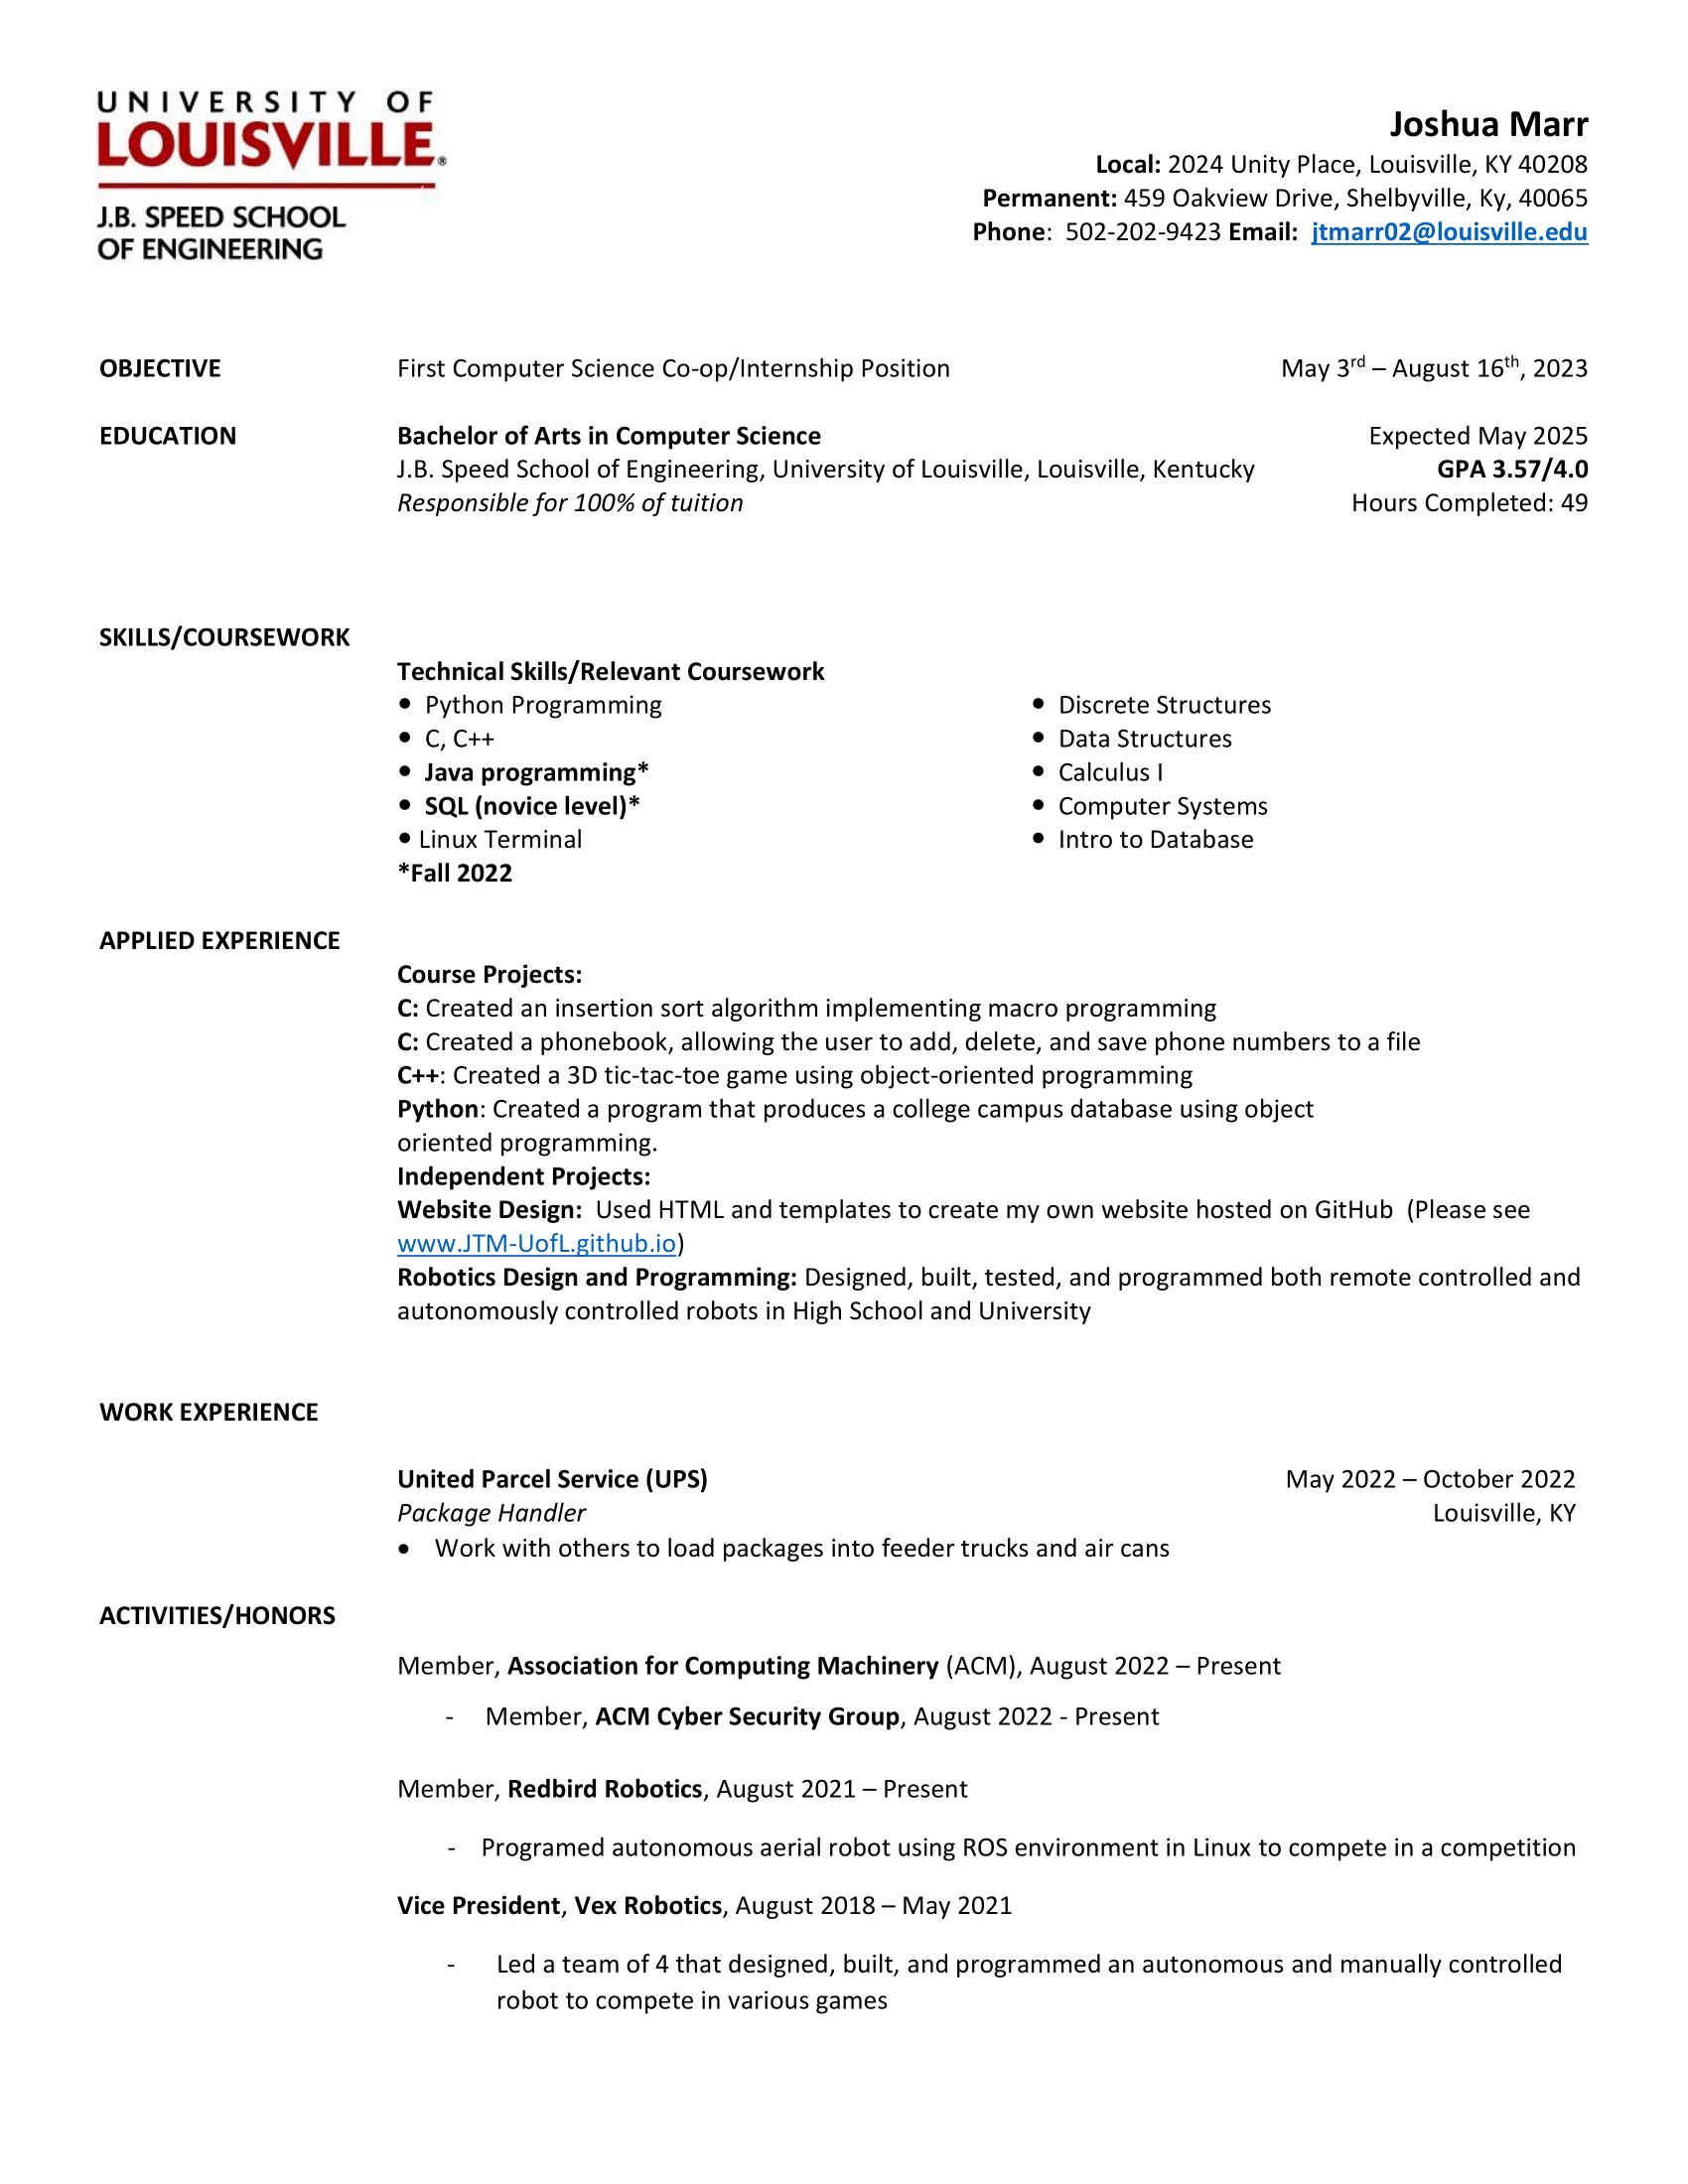 UNIVERSITY OF
LOUISVILLE®
J.B. SPEED SCHOOL
OF ENGINEERING
Joshua Marr
Local: 2024 Unity Place, Louisville, KY 40208
Permanent: 459 Oakview Drive, Shelbyville, Ky, 40065
Phone: 502-202-9423 Email: jtmarr02@louisville.edu
OBJECTIVE First Computer Science Co-op/Internship Position May 3rd – August 16th, 2023
EDUCATION Bachelor of Arts in Computer Science Expected May 2025
J.B. Speed School of Engineering, University of Louisville, Louisville, Kentucky GPA 3.57/4.0
Responsible for 100% of tuition Hours Completed: 49
SKILLS/COURSEWORK
Technical Skills/Relevant Coursework
• Python Programming • Discrete Structures
• C, C++ • Data Structures
• Java programming* • Calculus I
• SQL (novice level)* • Computer Systems
• Linux Terminal • Intro to Database
*Fall 2022
APPLIED EXPERIENCE
Course Projects:
C: Created an insertion sort algorithm implementing macro programming
C: Created a phonebook, allowing the user to add, delete, and save phone numbers to a file
C++: Created a 3D tic-tac-toe game using object-oriented programming
Python: Created a program that produces a college campus database using object
oriented programming.
Independent Projects:
Website Design: Used HTML and templates to create my own website hosted on GitHub (Please see
www.JTM-UofL.github.io)
Robotics Design and Programming: Designed, built, tested, and programmed both remote controlled and
autonomously controlled robots in High School and University
WORK EXPERIENCE
United Parcel Service (UPS) May 2022 – October 2022
Package Handler Louisville, KY
• Work with others to load packages into feeder trucks and air cans
ACTIVITIES/HONORS
Member, Association for Computing Machinery (ACM), August 2022 – Present
- Member, ACM Cyber Security Group, August 2022 - Present
Member, Redbird Robotics, August 2021 – Present
- Programed autonomous aerial robot using ROS environment in Linux to compete in a competition
Vice President, Vex Robotics, August 2018 – May 2021
- Led a team of 4 that designed, built, and programmed an autonomous and manually controlled
robot to compete in various games